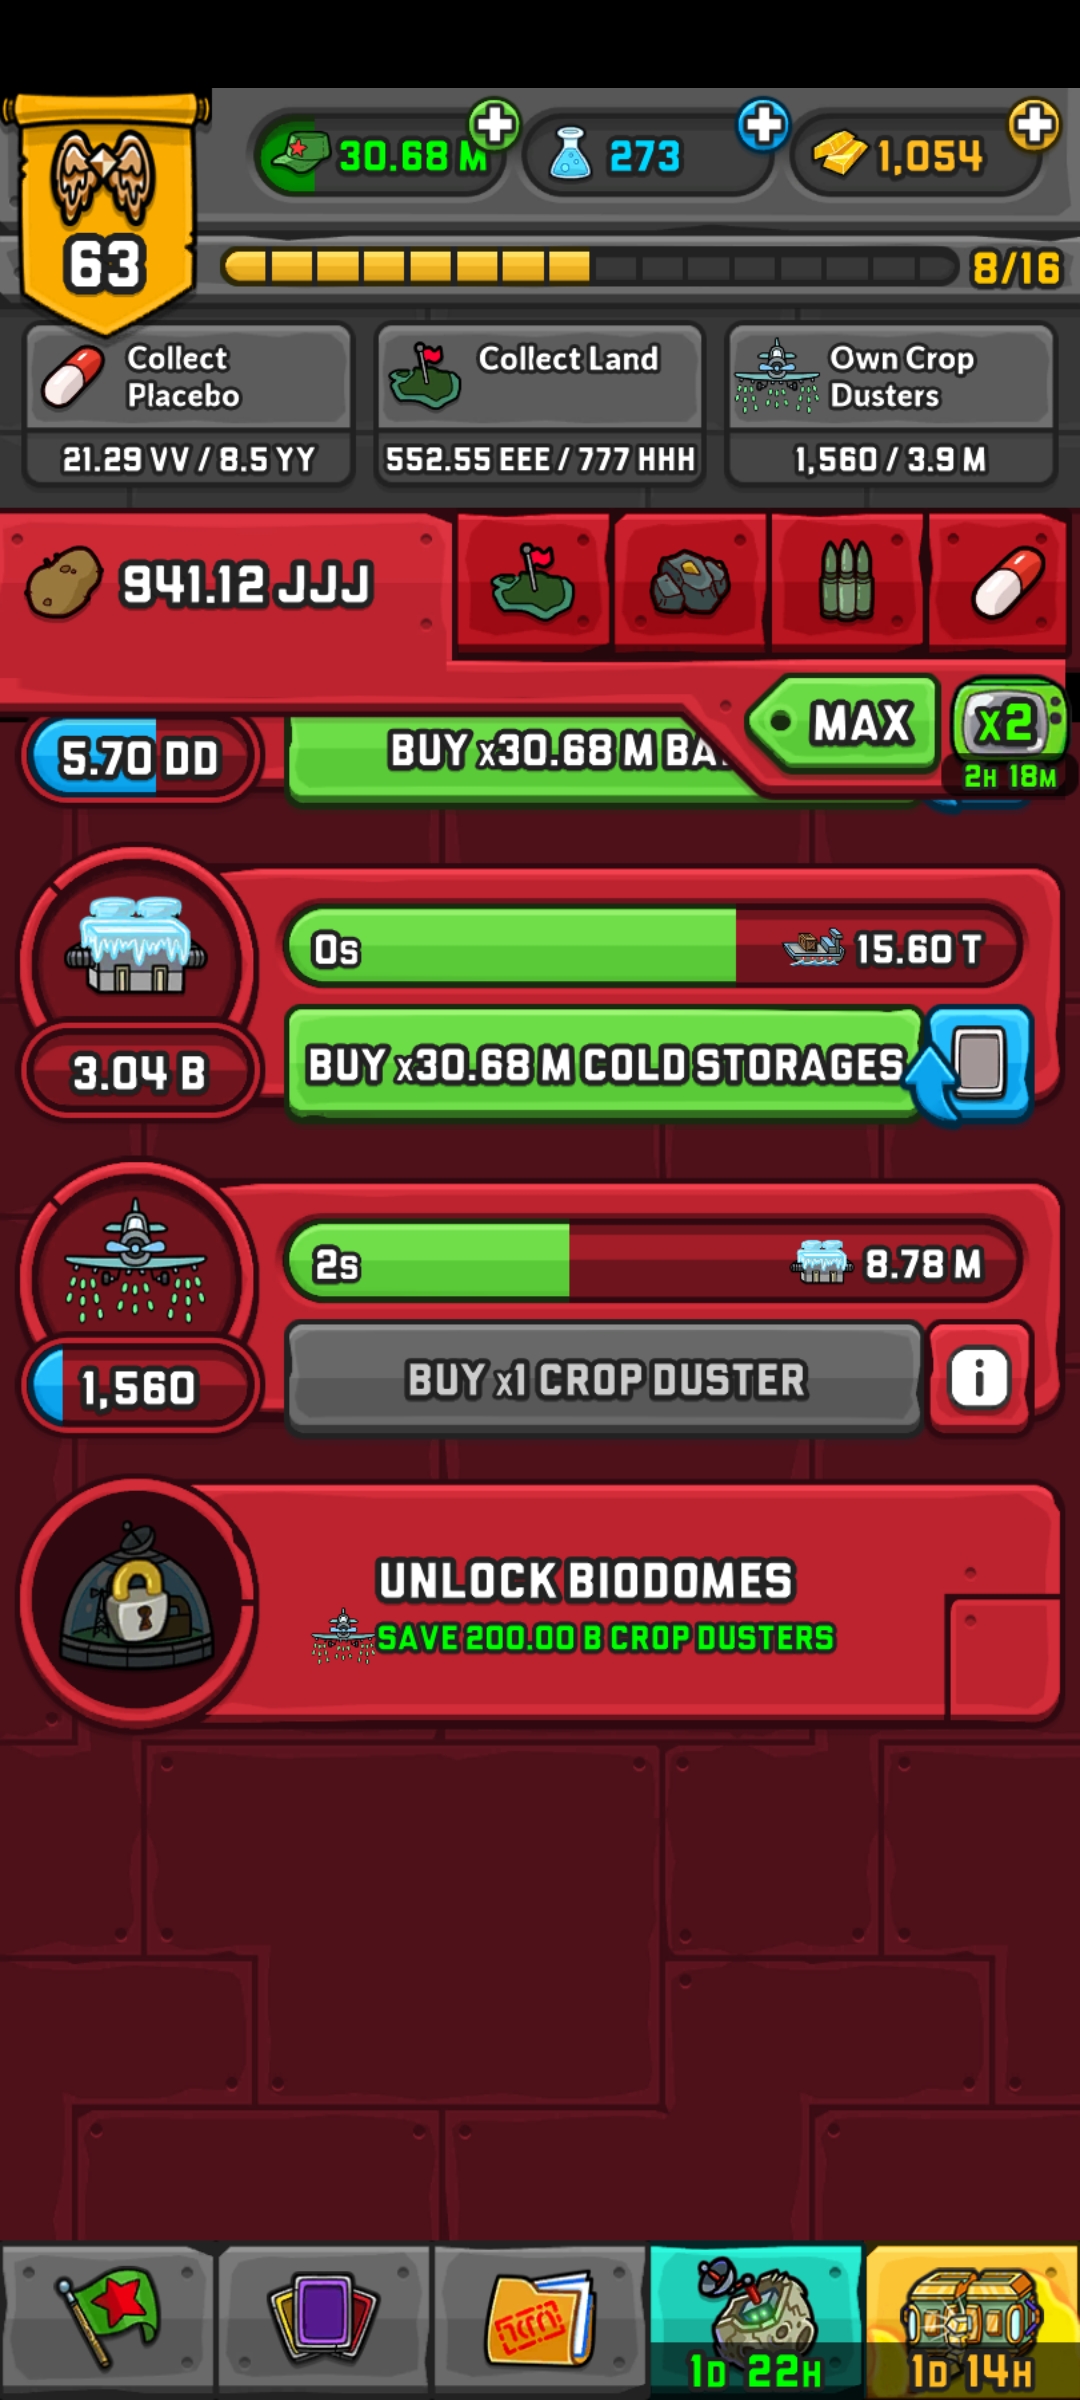 30.68 M
273
1,054
63
8/16
Collect
Placebo
21.29 VV / 8.5 YY
Collect Land
552.55 EEE / 777 HHH
Own Crop
Dusters
1,560 / 3.9 M
941.12 JJJ
MAX
X2
2H 18M
5.70 DD
BUY x30.68 M
0s
15.60 T
3.04 B
BUY x30.68 M COLD STORAGES
2s
8.78 M
1,560
BUY x1 CROP DUSTER
i
UNLOCK BIODOMES
SAVE 200.00 B CROP DUSTERS
1D 22H
1D 14H